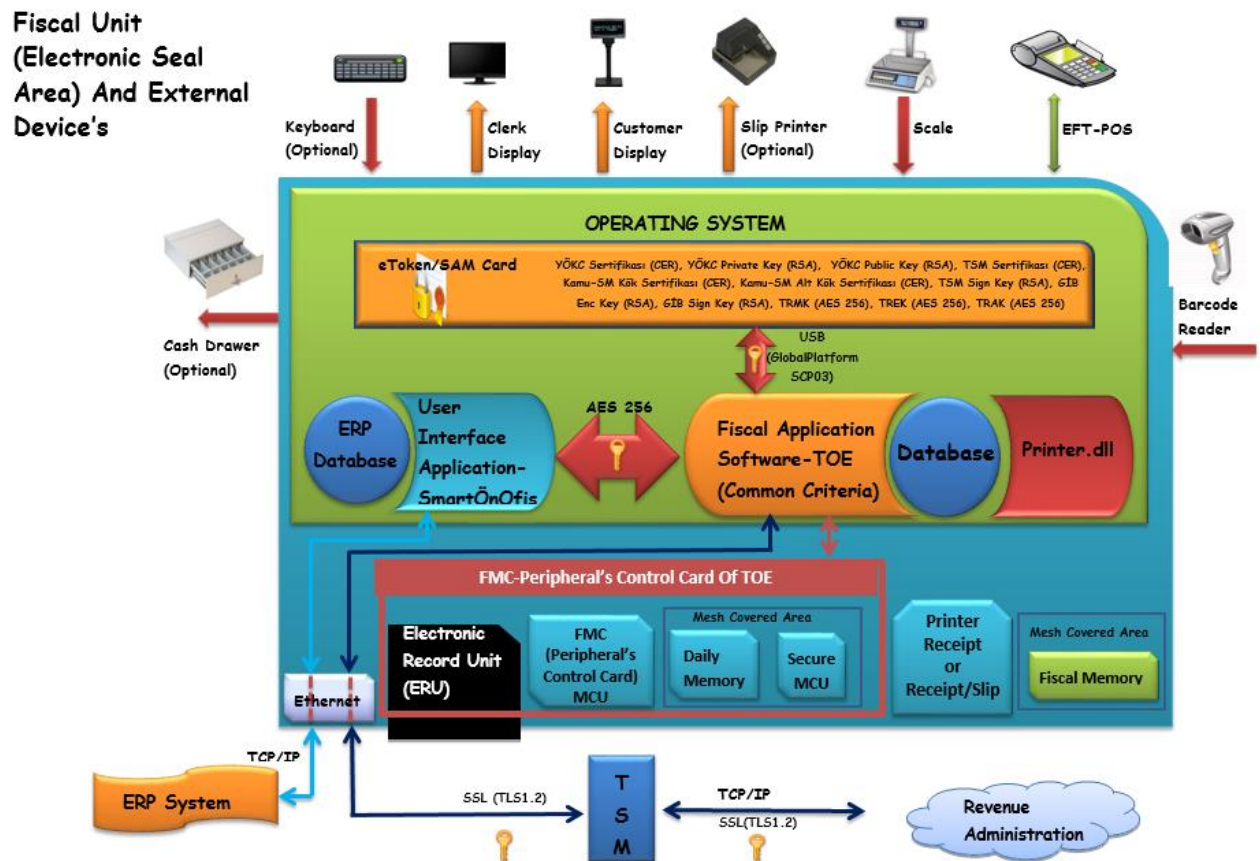 Fiscal Unit
(Electronic Seal
Area) And External
Device's
Keyboard
(Optional)
Clerk
Display
Customer
Display
Slip Printer
(Optional)
Scale
EFT-POS
OPERATING SYSTEM
eToken/SAM Card
YÖKC Sertifikası (CER), YÖKC Private Key (RSA), YÖKC Public Key (RSA), TSM Sertifikası (CER),
Kamu-SM Kök Sertifikası (CER), Kamu-SM Alt Kök Sertifikası (CER), TSM Sign Key (RSA), GİB
Enc Key (RSA), GİB Sign Key (RSA), TRMK (AES 256), TREK (AES 256), TRAK (AES 256)
Cash Drawer
(Optional)
Barcode
Reader
USB
(GlobalPlatform
SCP03)
ERP
Database
User
Interface
Application-
SmartÖnOfis
AES 256
Fiscal Application
Software-TOE
(Common Criteria)
Database
Printer.dll
FMC-Peripheral's Control Card Of TOE
Electronic
Record Unit
(ERU)
FMC
(Peripheral's
Control Card)
MCU
Mesh Covered Area
Daily
Memory
Secure
MCU
Printer
Receipt
or
Receipt/Slip
Mesh Covered Area
Fiscal Memory
Ethernet
TCP/IP
ERP System
SSL (TLS1.2)
T
S
M
TCP/IP
SSL(TLS1.2)
Revenue
Administration